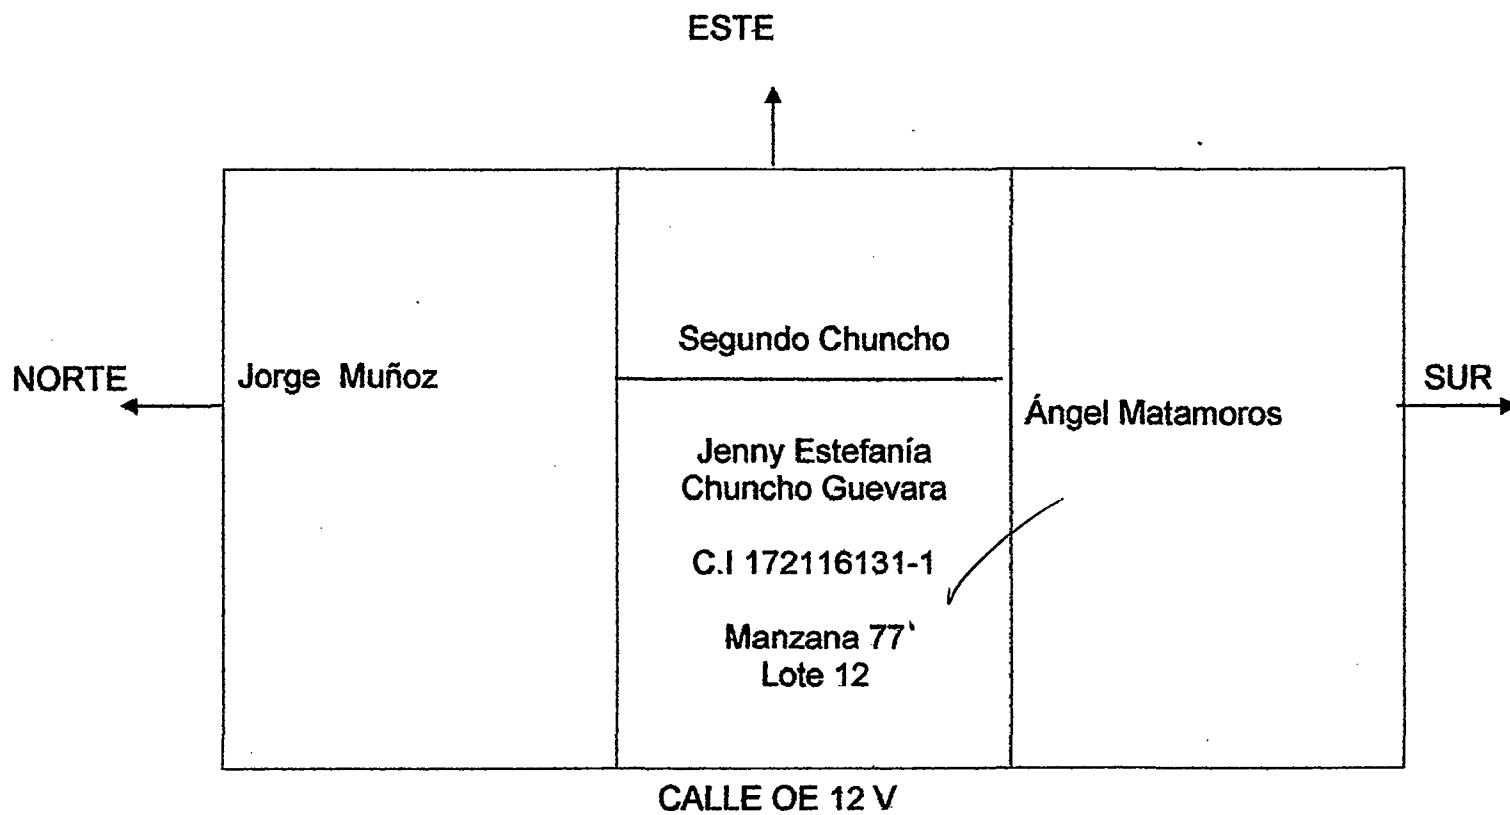 ESTE
NORTE
Jorge Muñoz
Segundo Chuncho
Jenny Estefanía
Chuncho Guevara
C.I 172116131-1
Manzana 77
Lote 12
Ángel Matamoros
SUR
CALLE OE 12 V